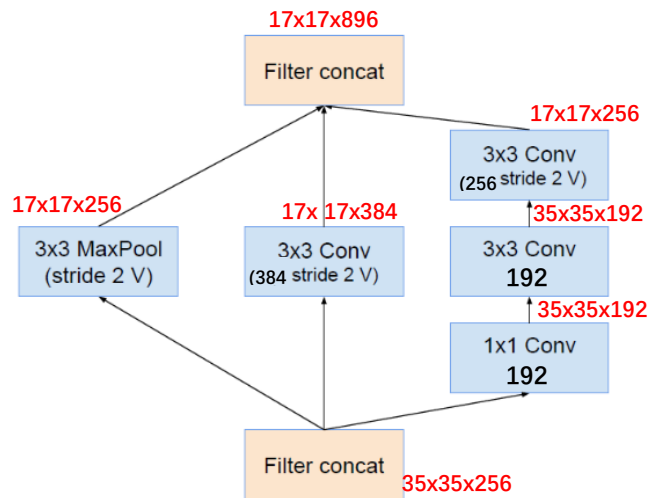 17x17x896
Filter concat
17x17x256
3x3 Conv
(256 stride 2 V)
17x17x256
17x 17x384
35x35x192
3x3 MaxPool
(stride 2 V)
3x3 Conv
(384 stride 2 V)
3x3 Conv
192
35x35x192
1x1 Conv
192
Filter concat
35x35x256